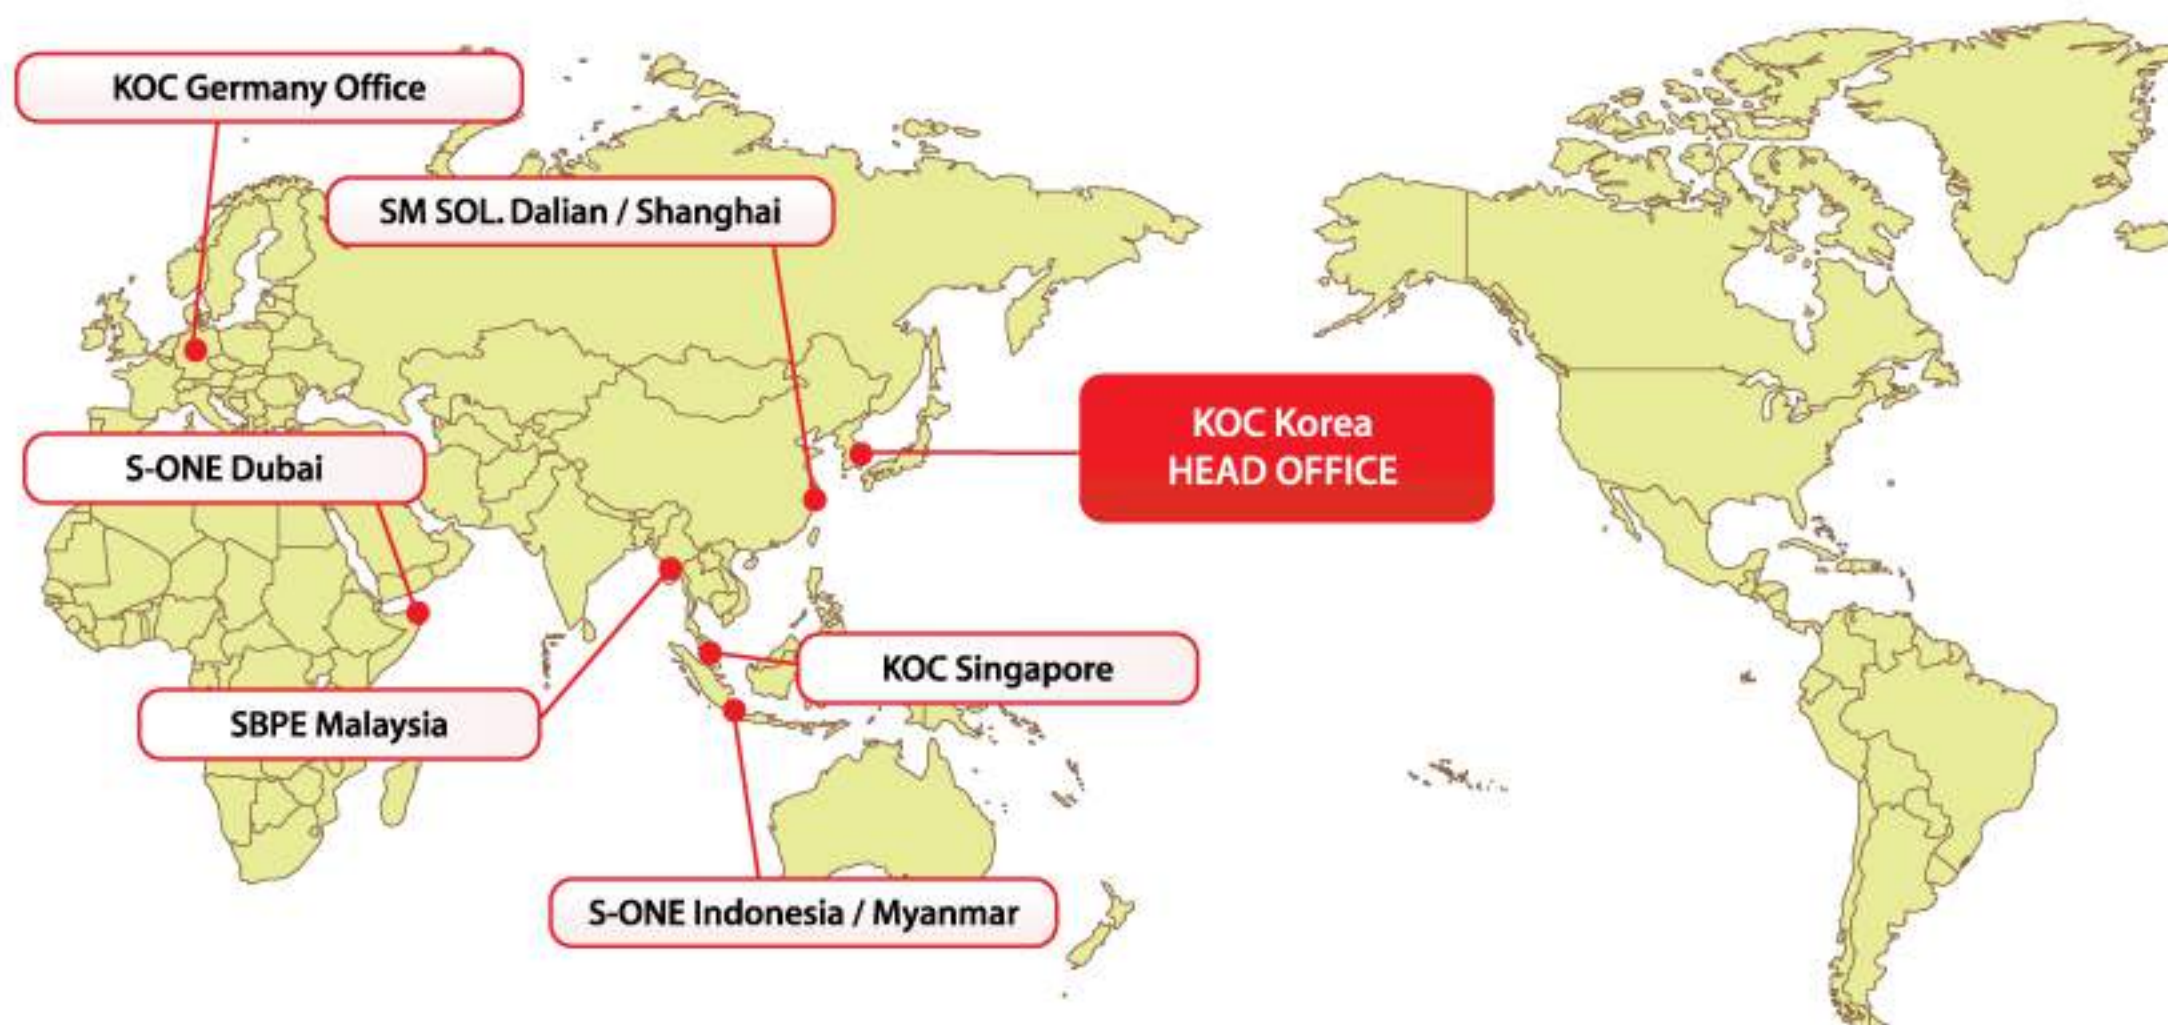 KOC Germany Office
SM SOL. Dalian / Shanghai
KOC Korea
HEAD OFFICE
S-ONE Dubai
KOC Singapore
SBPE Malaysia
S-ONE Indonesia / Myanmar